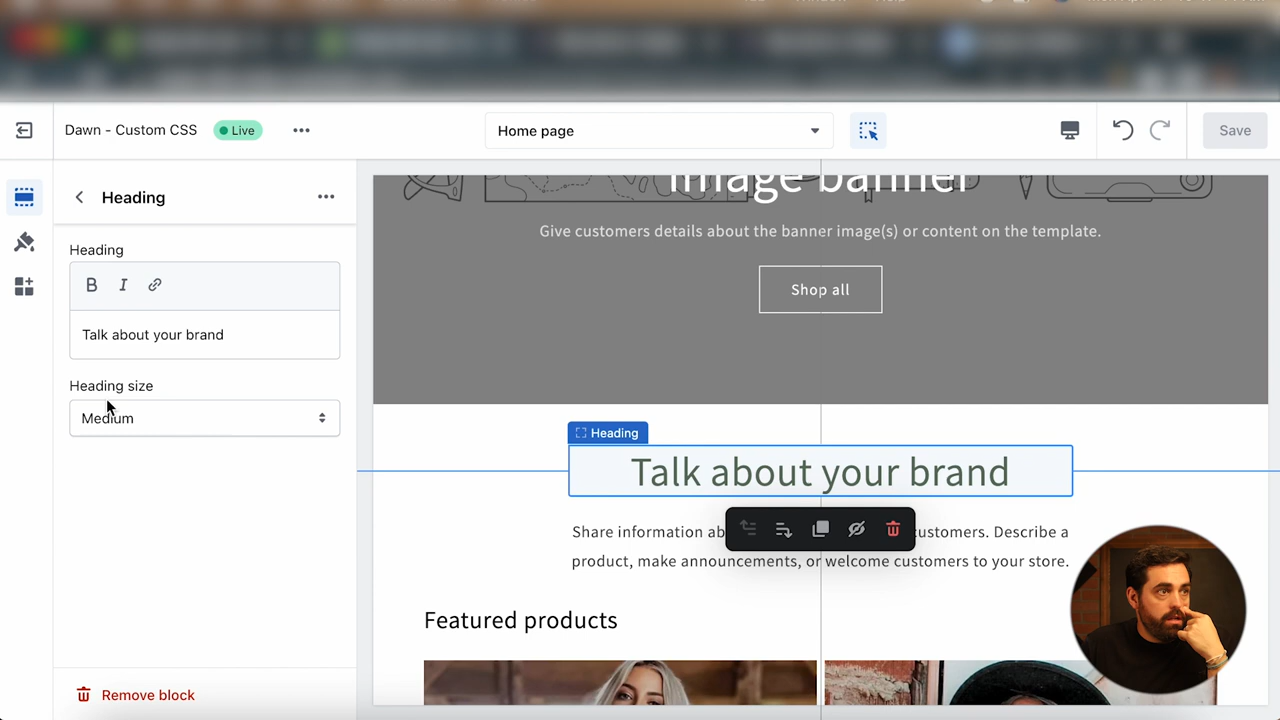 Dawn - Custom CSS
Live
Home page
Save
Heading
Heading
B I
Talk about your brand
Heading size
Medium
Remove block
Image banner
Give customers details about the banner image(s) or content on the template.
Shop all
Heading
Talk about your brand
Share information customers. Describe a
product, make announcements, or welcome customers to your store.
Featured products